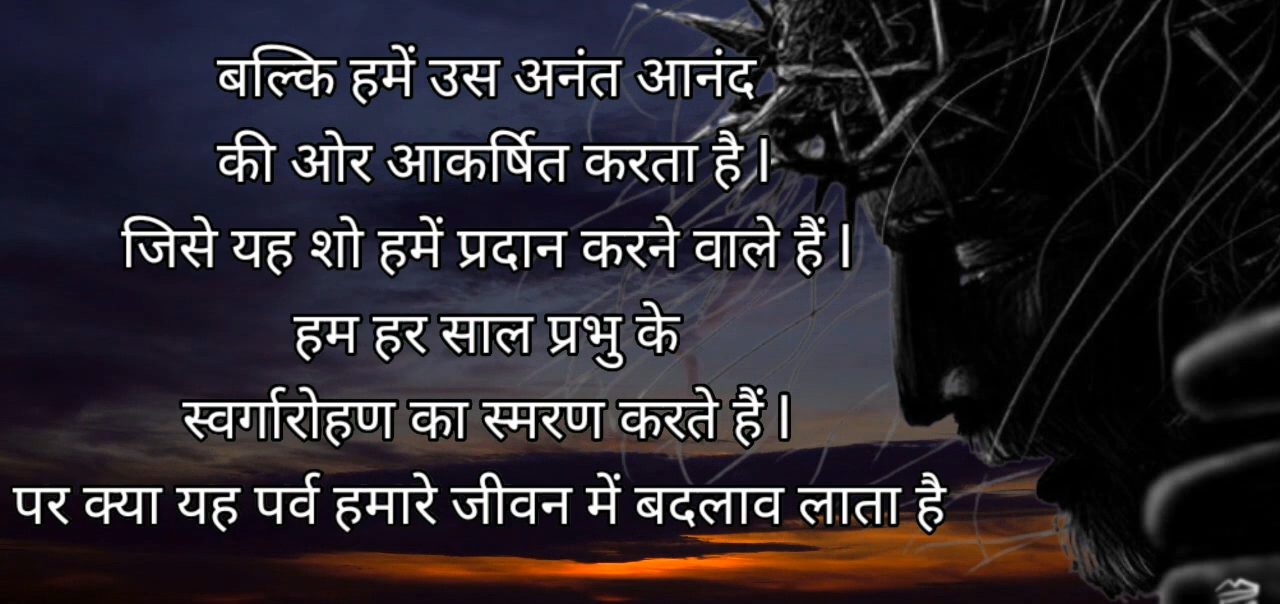 बल्कि हमें उस अनंत आनंद
की ओर आकर्षित करता है l
जिसे यह शो हमें प्रदान करने वाले हैं l
हम हर साल प्रभु के
स्वर्गारोहण का स्मरण करते हैं l
पर क्या यह पर्व हमारे जीवन में बदलाव लाता है